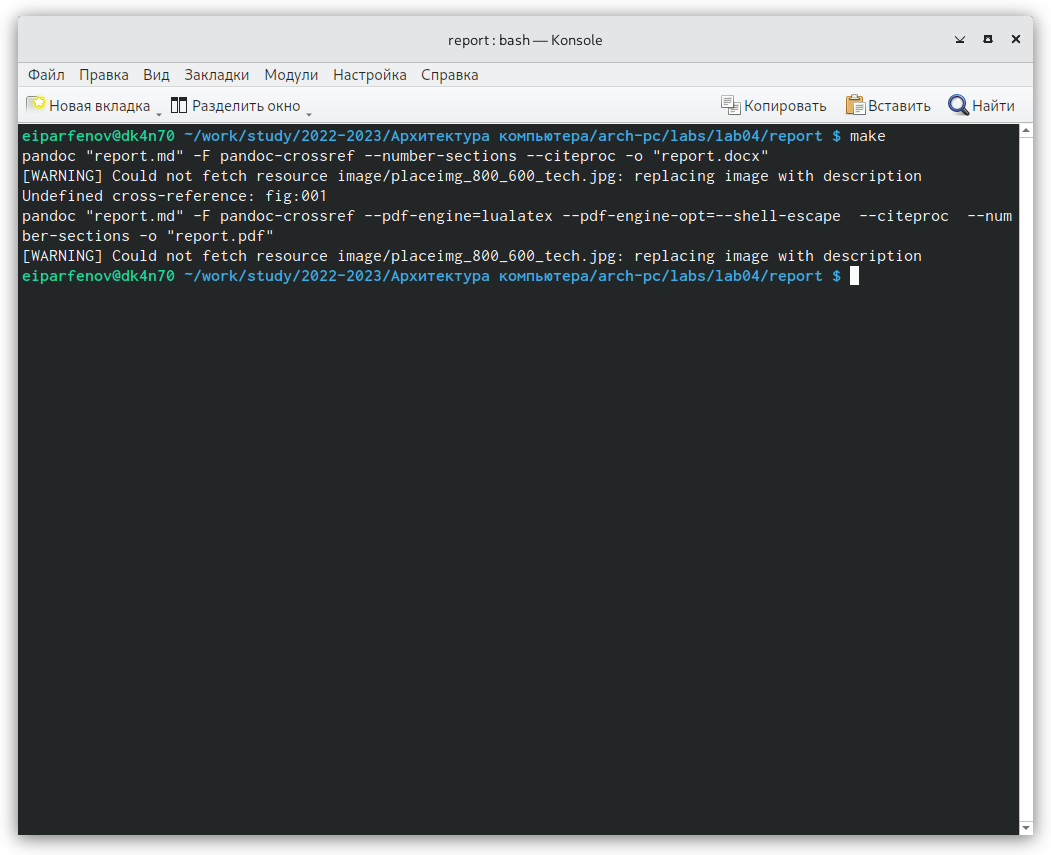 report : bash — Konsole
Файл Правка Вид Закладки Модули Настройка Справка
Новая вкладка Разделить окно Копировать Вставить Найти
eiparfenov@dk4n70 ~/work/study/2022-2023/Архитектура компьютера/arch-pc/labs/lab04/report $ make
pandoc "report.md" -F pandoc-crossref --number-sections --citeproc -o "report.docx"
[WARNING] Could not fetch resource image/placeimg_800_600_tech.jpg: replacing image with description
Undefined cross-reference: fig:001
pandoc "report.md" -F pandoc-crossref --pdf-engine=lualatex --pdf-engine-opt=--shell-escape  --citeproc  --num
ber-sections -o "report.pdf"
[WARNING] Could not fetch resource image/placeimg_800_600_tech.jpg: replacing image with description
eiparfenov@dk4n70 ~/work/study/2022-2023/Архитектура компьютера/arch-pc/labs/lab04/report $